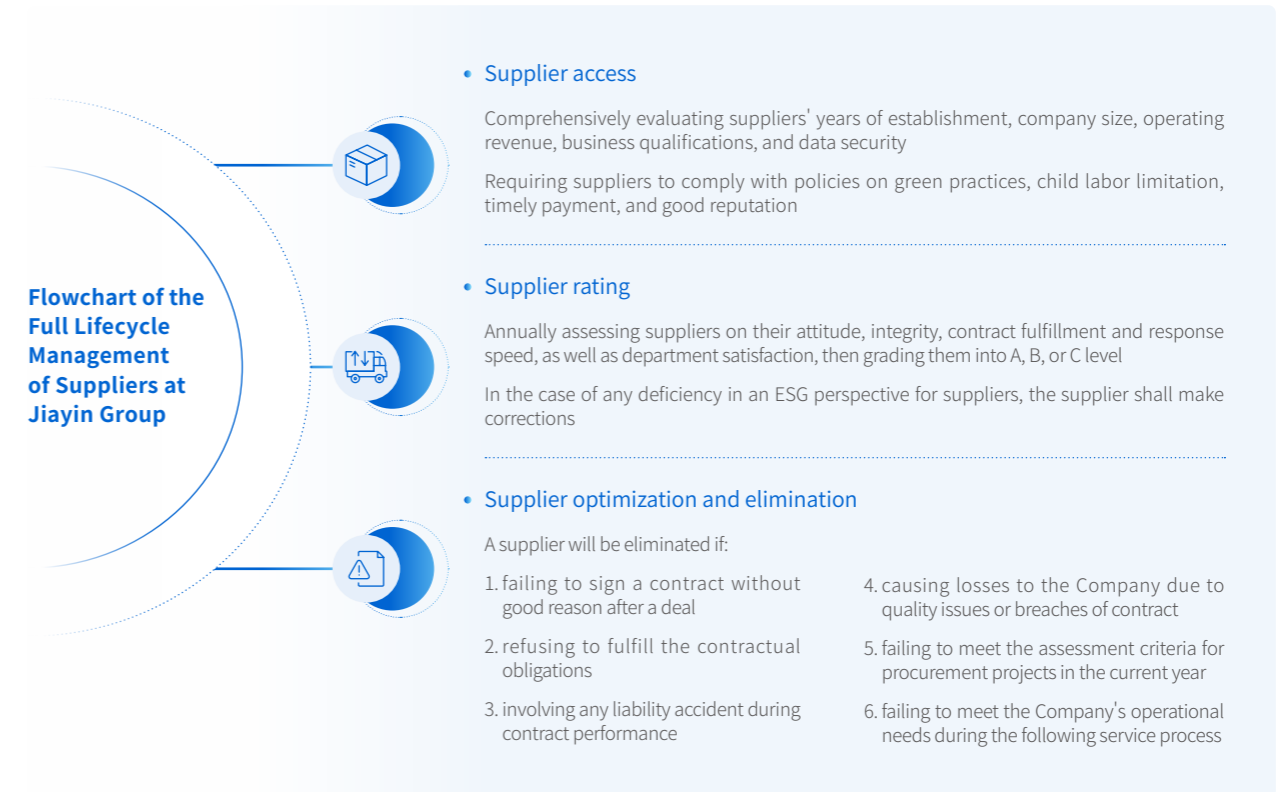 Flowchart of the
Full Lifecycle
Management
of Suppliers at
Jiayin Group
• Supplier access
Comprehensively evaluating suppliers' years of establishment, company size, operating
revenue, business qualifications, and data security
Requiring suppliers to comply with policies on green practices, child labor limitation,
timely payment, and good reputation
• Supplier rating
Annually assessing suppliers on their attitude, integrity, contract fulfillment and response
speed, as well as department satisfaction, then grading them into A, B, or C level
In the case of any deficiency in an ESG perspective for suppliers, the supplier shall make
corrections
• Supplier optimization and elimination
A supplier will be eliminated if:
1. failing to sign a contract without
good reason after a deal
2. refusing to fulfill the contractual
obligations
3. involving any liability accident during
contract performance
4. causing losses to the Company due to
quality issues or breaches of contract
5. failing to meet the assessment criteria for
procurement projects in the current year
6. failing to meet the Company's operational
needs during the following service process